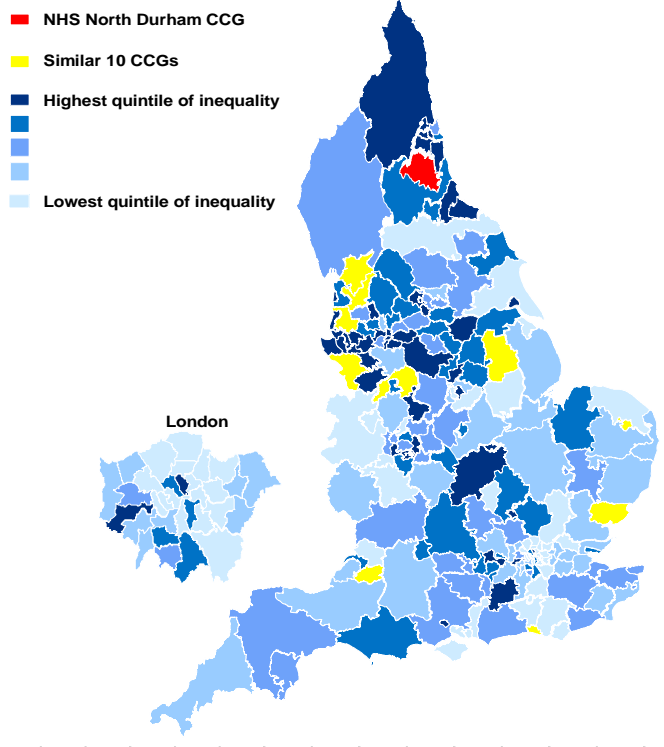 NHS North Durham CCG
Similar 10 CCGs
Highest quintile of inequality
Lowest quintile of inequality
London